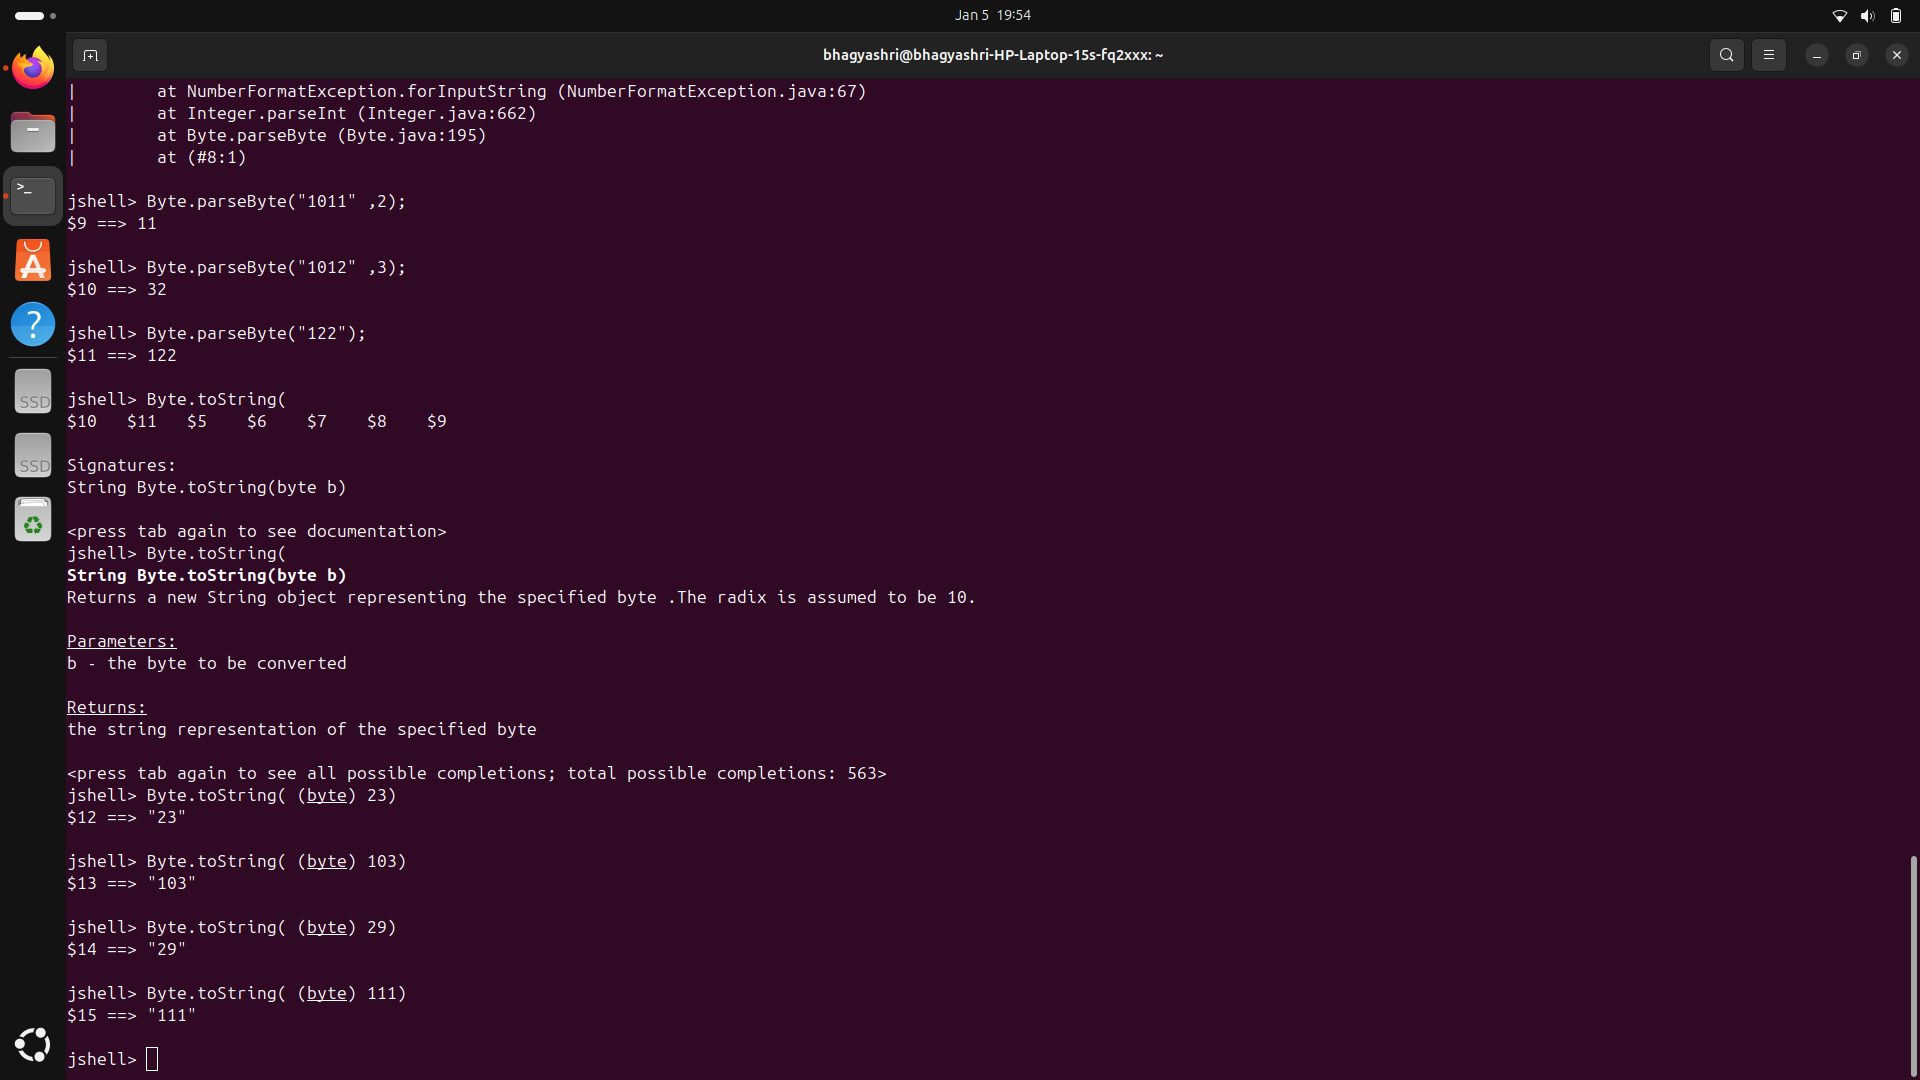 Jan 5 19:54
bhagyashri@bhagyashri-HP-Laptop-15s-fq2xxx: ~
|        at NumberFormatException.forInputString (NumberFormatException.java:67)
|        at Integer.parseInt (Integer.java:662)
|        at Byte.parseByte (Byte.java:195)
|        at (#8:1)
jshell> Byte.parseByte("1011" ,2);
$9 ==> 11
jshell> Byte.parseByte("1012" ,3);
$10 ==> 32
jshell> Byte.parseByte("122");
$11 ==> 122
jshell> Byte.toString(
$10   $11   $5    $6    $7    $8    $9
Signatures:
String Byte.toString(byte b)
<press tab again to see documentation>
jshell> Byte.toString(
String Byte.toString(byte b)
Returns a new String object representing the specified byte .The radix is assumed to be 10.
Parameters:
b - the byte to be converted
Returns:
the string representation of the specified byte
<press tab again to see all possible completions; total possible completions: 563>
jshell> Byte.toString( (byte) 23)
$12 ==> "23"
jshell> Byte.toString( (byte) 103)
$13 ==> "103"
jshell> Byte.toString( (byte) 29)
$14 ==> "29"
jshell> Byte.toString( (byte) 111)
$15 ==> "111"
jshell>
>_
A
?
SSD
SSD